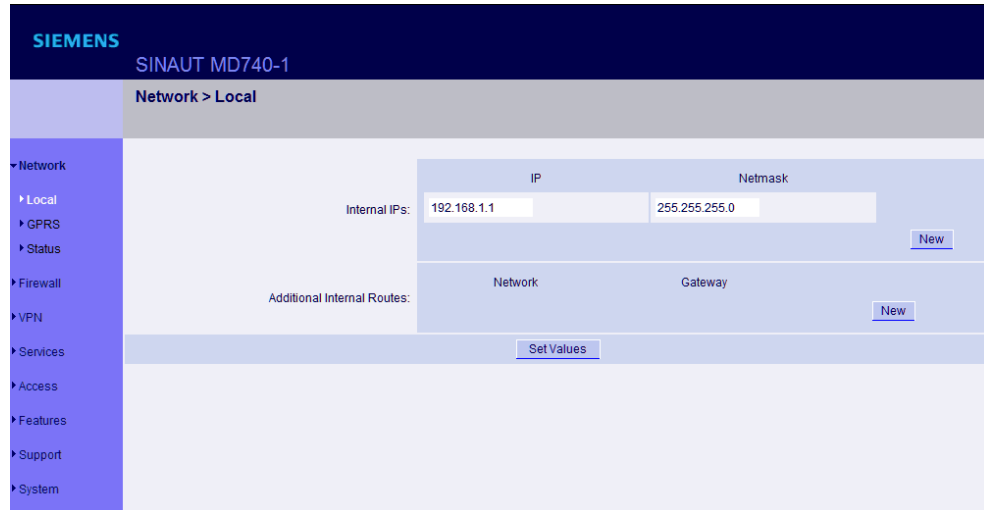 SIEMENS
SINAUT MD740-1
Network > Local
Network
Local
GPRS
Status
Firewall
VPN
Services
Access
Features
Support
System
IP Netmask
Internal IPs: 192.168.1.1 255.255.255.0
New
Network Gateway
Additional Internal Routes:
New
Set Values